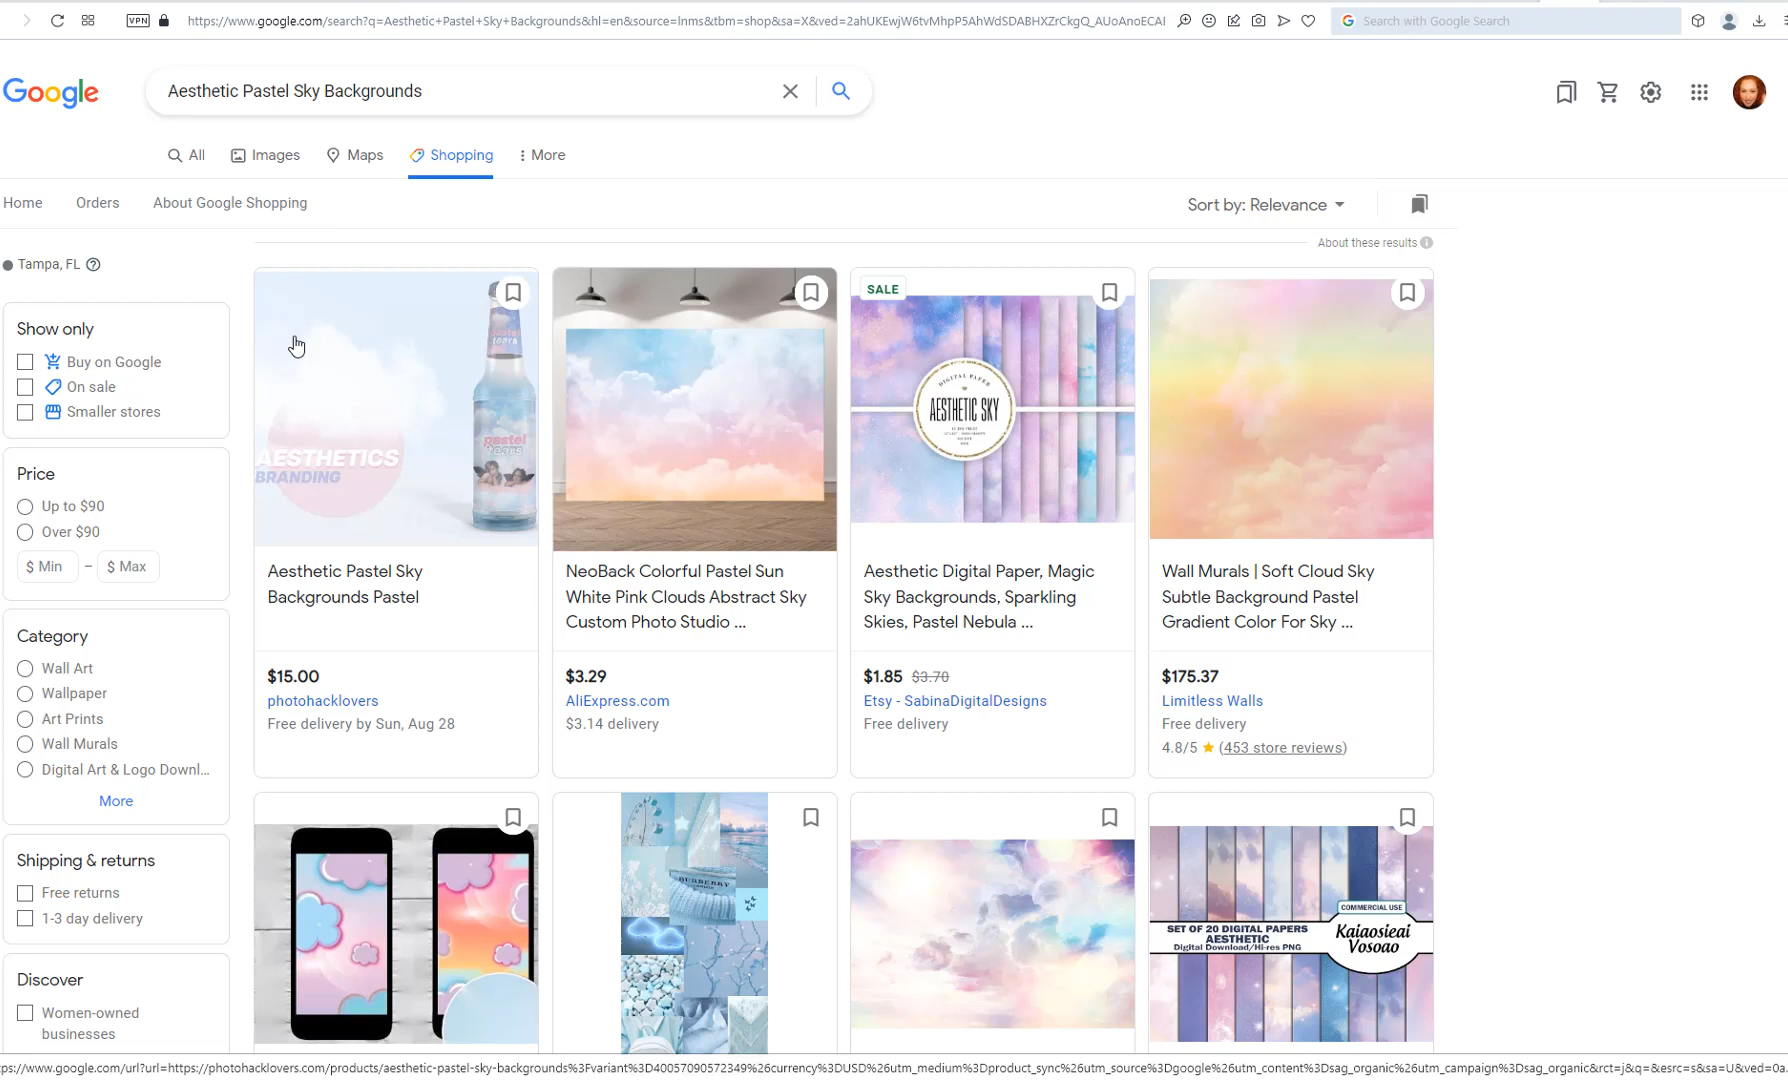 VPN
https://www.google.com/search?q=Aesthetic+Pastel+Sky+Backgrounds&hl=en&source=lnms&tbm=shop&sa=X&ved=2ahUKEwjW6tvMhpP5AhWdSDABHXZrCkgQ_AUoAnoECAI
Search with Google Search
Google
Aesthetic Pastel Sky Backgrounds
All
Images
Maps
Shopping
More
Home
Orders
About Google Shopping
Sort by: Relevance
About these results
Tampa, FL
Show only
Buy on Google
On sale
Smaller stores
Price
Up to $90
Over $90
$ Min – $ Max
Category
Wall Art
Wallpaper
Art Prints
Wall Murals
Digital Art & Logo Downl...
More
Shipping & returns
Free returns
1-3 day delivery
Discover
Women-owned
businesses
AESTHETICS
BRANDING
pastel
tears
pastel
tears
Aesthetic Pastel Sky
Backgrounds Pastel
$15.00
photohacklovers
Free delivery by Sun, Aug 28
NeoBack Colorful Pastel Sun
White Pink Clouds Abstract Sky
Custom Photo Studio ...
$3.29
AliExpress.com
$3.14 delivery
SALE
DIGITAL PAPER
AESTHETIC SKY
Aesthetic Digital Paper, Magic
Sky Backgrounds, Sparkling
Skies, Pastel Nebula ...
$1.85 $3.70
Etsy - SabinaDigitalDesigns
Free delivery
Wall Murals | Soft Cloud Sky
Subtle Background Pastel
Gradient Color For Sky ...
$175.37
Limitless Walls
Free delivery
4.8/5 (453 store reviews)
BURBERRY
COMMERCIAL USE
SET OF 20 DIGITAL PAPERS
AESTHETIC
Digital Download/Hi-res PNG
Kaiaosieai
Vosoao
ps://www.google.com/url?url=https://photohacklovers.com/products/aesthetic-pastel-sky-backgrounds%3Fvariant%3D40057090572349%26currency%3DUSD%26utm_medium%3Dproduct_sync%26utm_source%3Dgoogle%26utm_content%3Dsag_organic%26utm_campaign%3Dsag_organic&rct=j&q=&esrc=s&sa=U&ved=0a